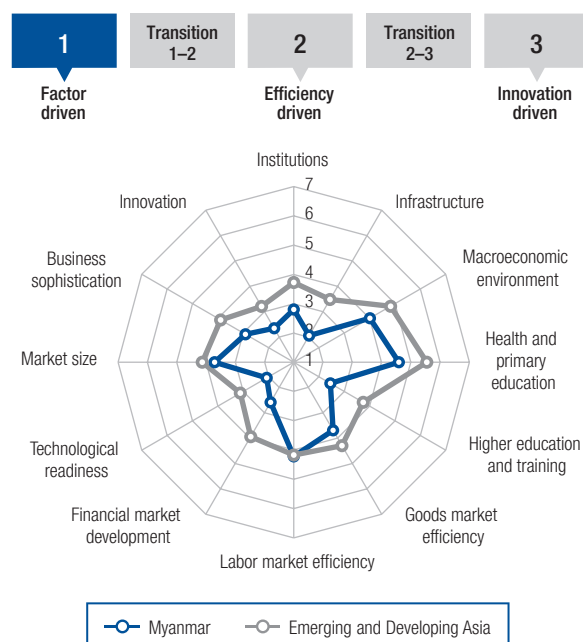 1
Transition
1–2
2
Transition
2–3
3
Factor
driven
Efficiency
driven
Innovation
driven
Institutions
7
6
5
4
3
2
1
Infrastructure
Macroeconomic
environment
Health and
primary
education
Higher education
and training
Goods market
efficiency
Labor market efficiency
Financial market
development
Technological
readiness
Market size
Business
sophistication
Innovation
Myanmar
Emerging and Developing Asia